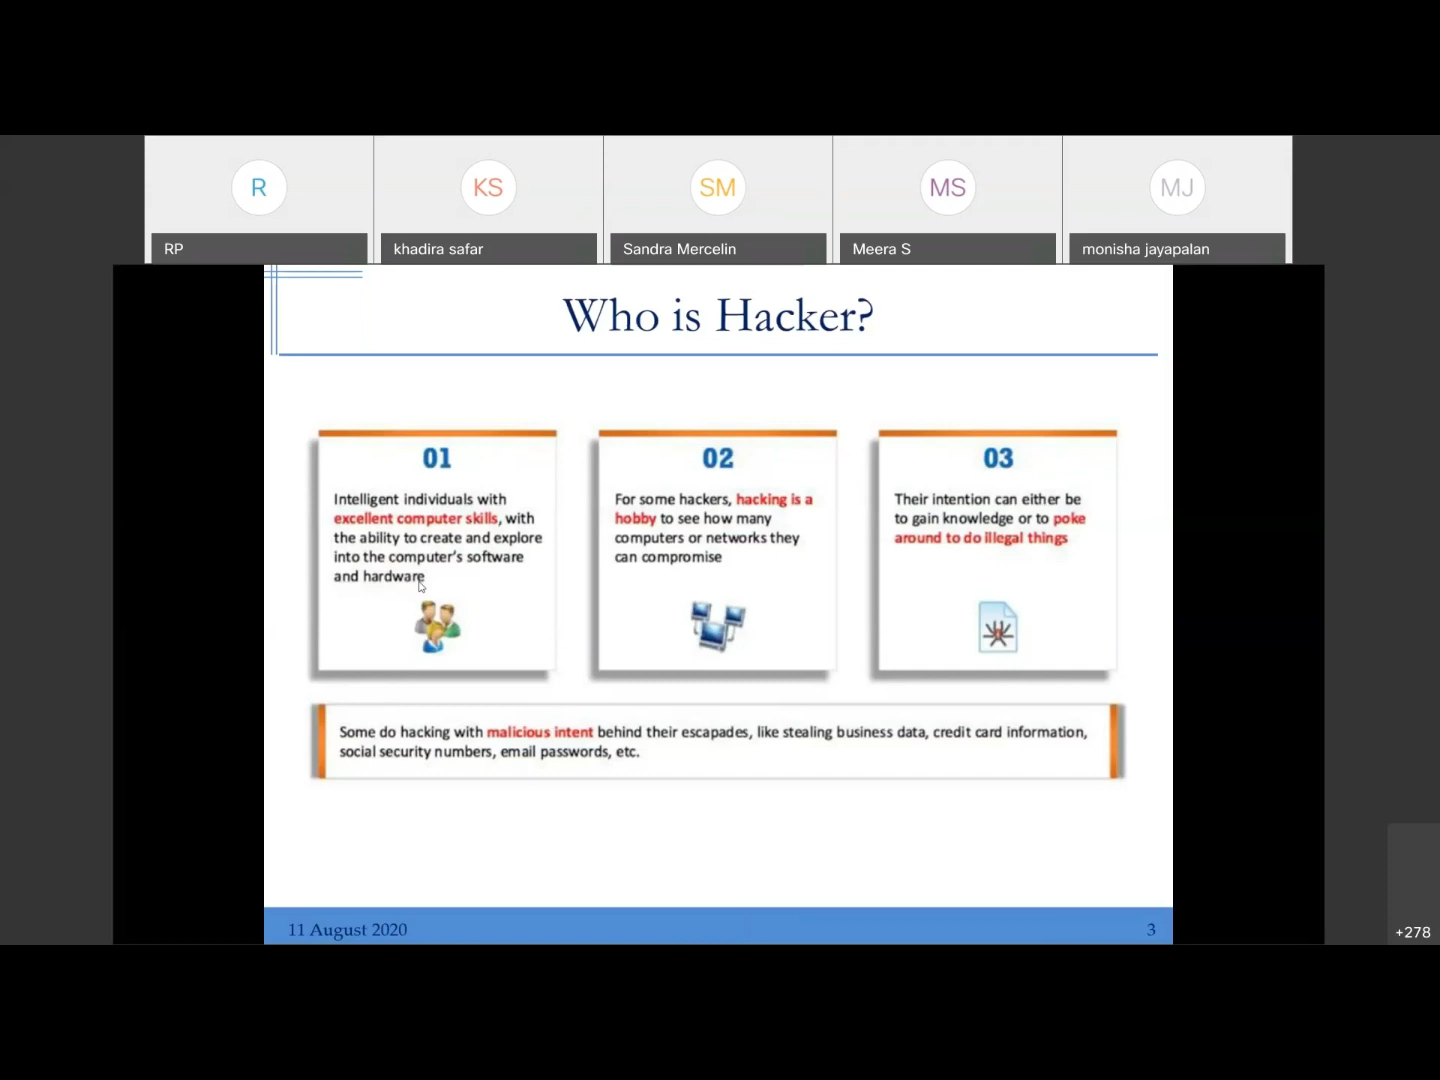 R KS SM MS MJ
RP khadira safar Sandra Mercelin Meera S monisha jayapalan
Who is Hacker?
01
Intelligent individuals with
excellent computer skills, with
the ability to create and explore
into the computer's software
and hardware
02
For some hackers, hacking is a
hobby to see how many
computers or networks they
can compromise
03
Their intention can either be
to gain knowledge or to poke
around to do illegal things
Some do hacking with malicious intent behind their escapades, like stealing business data, credit card information,
social security numbers, email passwords, etc.
11 August 2020 3
+278